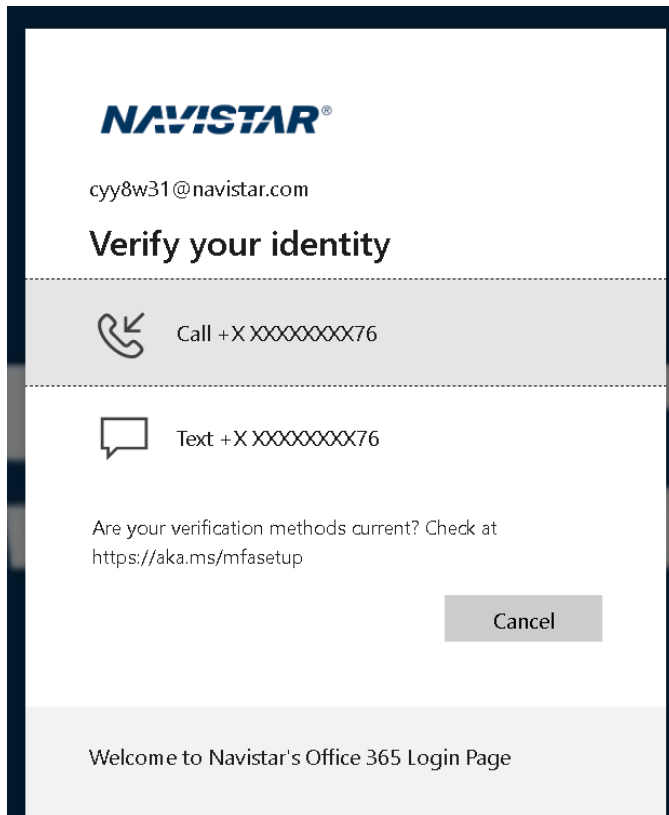 NAVISTAR®
cyy8w31@navistar.com
Verify your identity
Call +X XXXXXXXX76
Text +X XXXXXXXX76
Are your verification methods current? Check at
https://aka.ms/mfasetup
Cancel
Welcome to Navistar's Office 365 Login Page